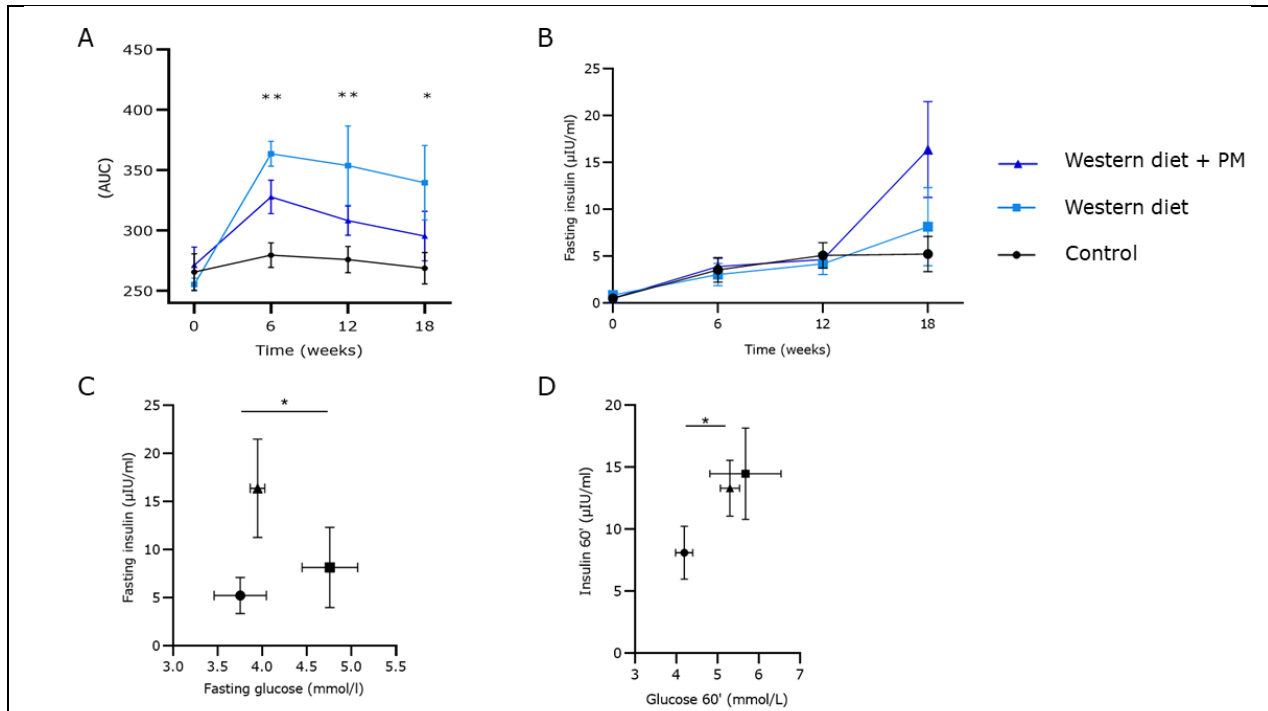 A
450
400
350
300
250
(AUC)
** ** *
0 6 12 18
Time (weeks)
B
25
20
15
10
5
0
Fasting insulin (µIU/ml)
0 6 12 18
Time (weeks)
Western diet + PM
Western diet
Control
C
25
20
15
10
5
0
Fasting insulin (µIU/ml)
*
3.0 3.5 4.0 4.5 5.0 5.5
Fasting glucose (mmol/l)
D
20
15
10
5
0
Insulin 60' (µIU/ml)
*
3 4 5 6 7
Glucose 60' (mmol/L)